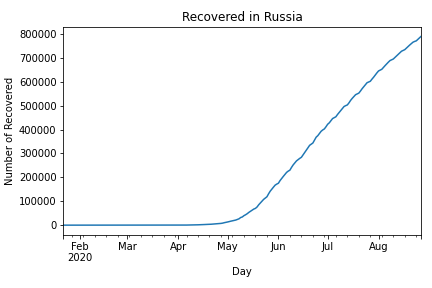 Recovered in Russia
Number of Recovered
800000
700000
600000
500000
400000
300000
200000
100000
0
Feb Mar Apr May Jun Jul Aug
2020
Day